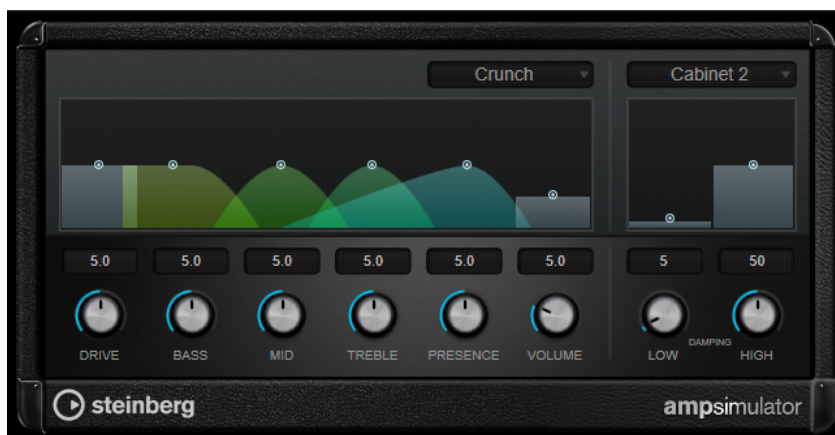 Crunch Cabinet 2
5.0 5.0 5.0 5.0 5.0 5.0 5 50
DRIVE BASS MID TREBLE PRESENCE VOLUME LOW DAMPING HIGH
steinberg ampsimulator